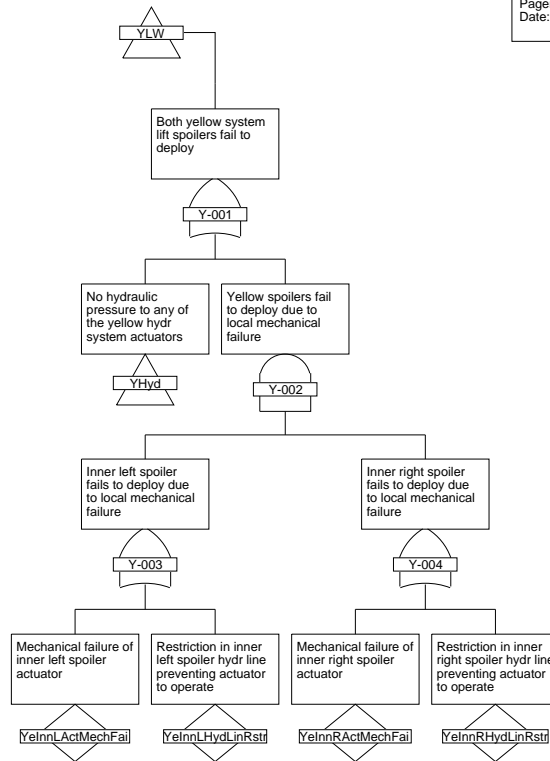 Page
Date:
YLW
Both yellow system
lift spoilers fail to
deploy
Y-001
No hydraulic
pressure to any of
the yellow hydr
system actuators
Yellow spoilers fail
to deploy due to
local mechanical
failure
YHyd
Y-002
Inner left spoiler
fails to deploy due
to local mechanical
failure
Inner right spoiler
fails to deploy due
to local mechanical
failure
Y-003
Y-004
Mechanical failure of
inner left spoiler
actuator
Restriction in inner
left spoiler hydr line
preventing actuator
to operate
Mechanical failure of
inner right spoiler
actuator
Restriction in inner
right spoiler hydr line
preventing actuator
to operate
YeInnLActMechFai
YeInnLHydLinRstr
YeInnRActMechFai
YeInnRHydLinRstr